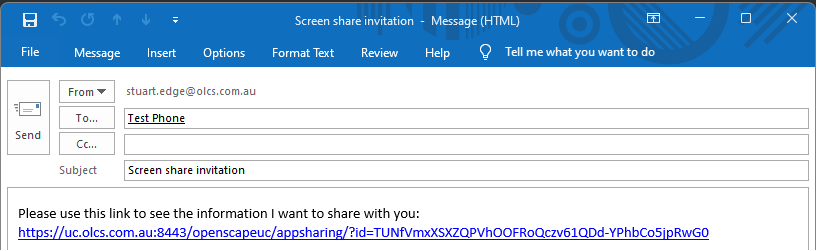 Screen share invitation - Message (HTML)
File Message Insert Options Format Text Review Help Tell me what you want to do
From stuart.edge@olcs.com.au
Send
To... Test Phone
Cc...
Subject Screen share invitation
Please use this link to see the information I want to share with you:
https://uc.olcs.com.au:8443/openscapeuc/appsharing/?id=TUNfVmxXSXZQPVhOOFRoQczv61QDd-YPhbCo5jpRwG0